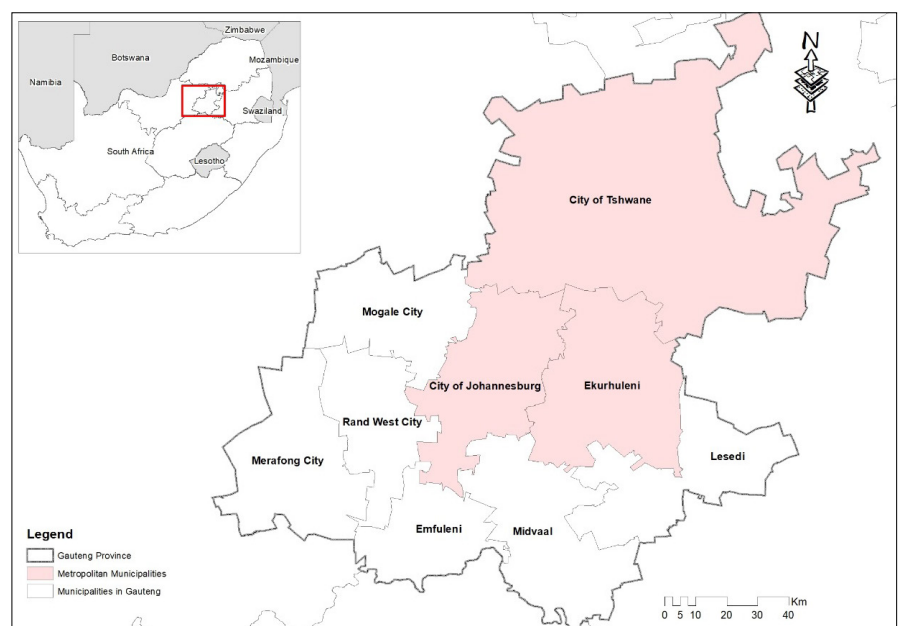 Zimbabwe
Botswana
Mozambique
Namibia
Swaziland
South Africa
Lesotho
N
City of Tshwane
Mogale City
City of Johannesburg
Ekurhuleni
Rand West City
Merafong City
Lesedi
Emfuleni
Midvaal
Legend
Gauteng Province
Metropolitan Municipalities
Municipalities in Gauteng
Km
0 5 10 20 30 40